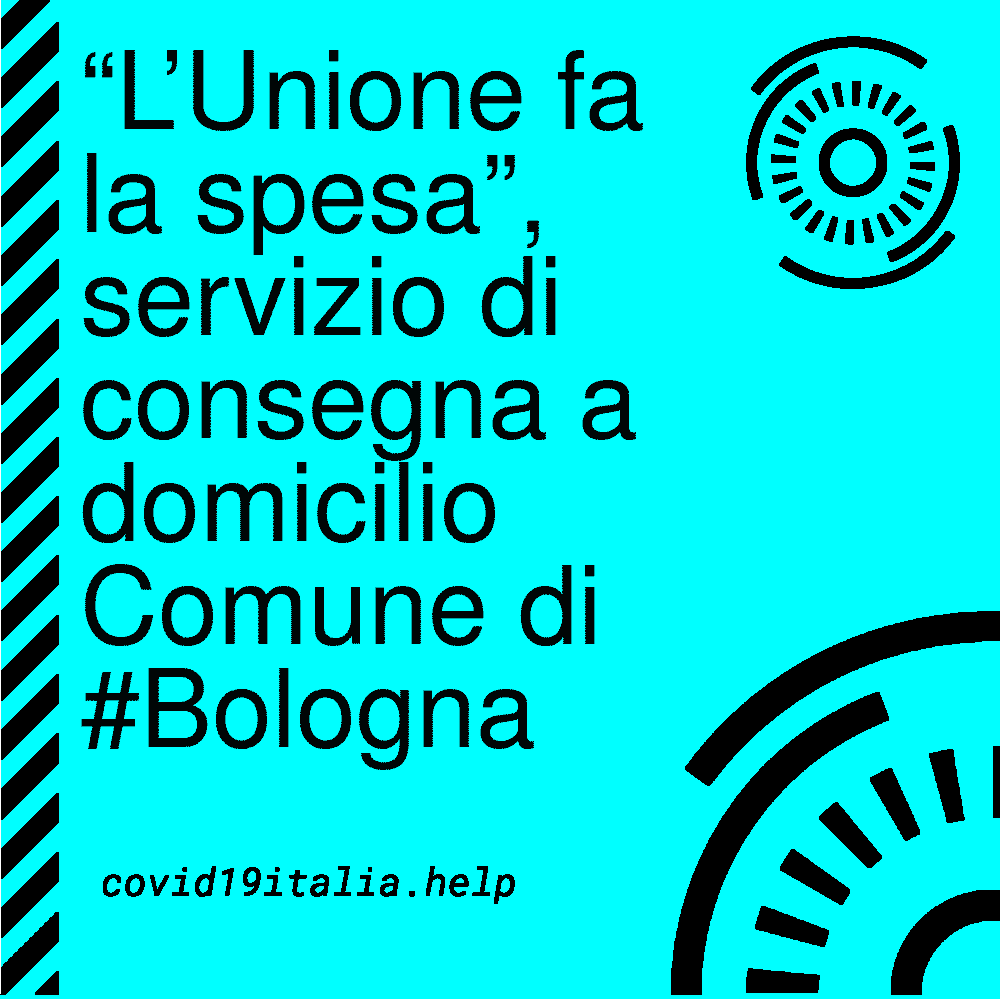 “L’Unione fa
la spesa” ,
servizio di
consegna a
domicilio
Comune di
#Bologna
covid19italia.help